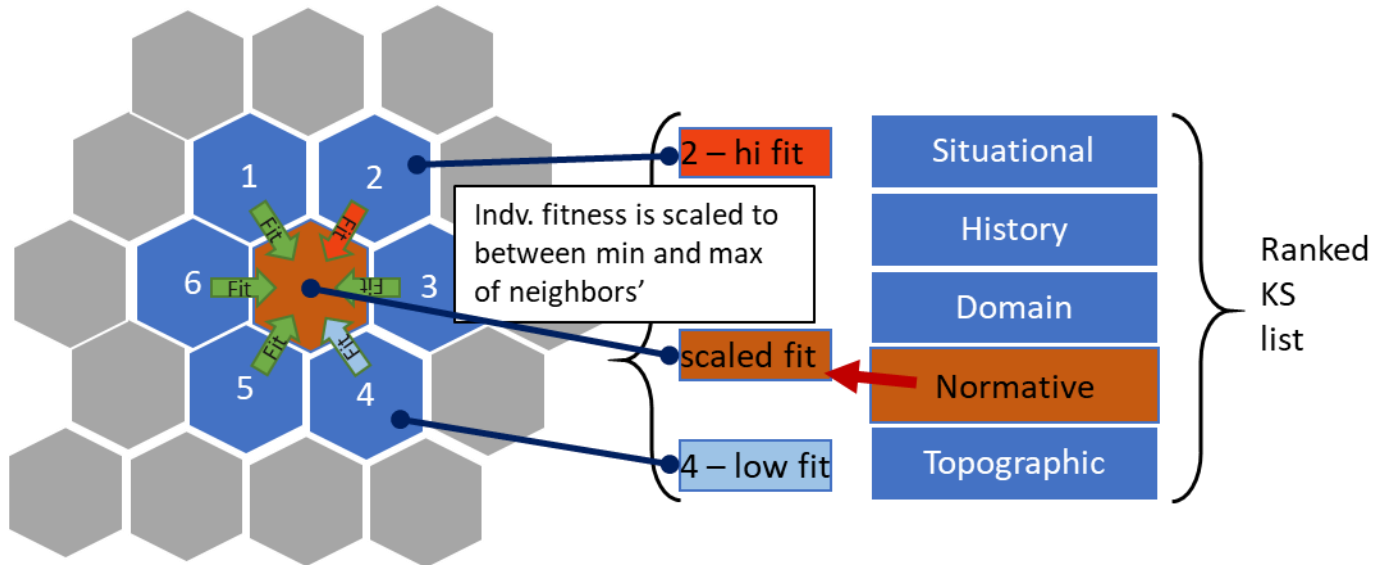 1
2
Fit
Fit
6
Fit
Fit
3
Fit
Fit
5
4
2 – hi fit
Indv. fitness is scaled to
between min and max
of neighbors’
scaled fit
4 – low fit
Situational
History
Domain
Normative
Topographic
Ranked
KS
list